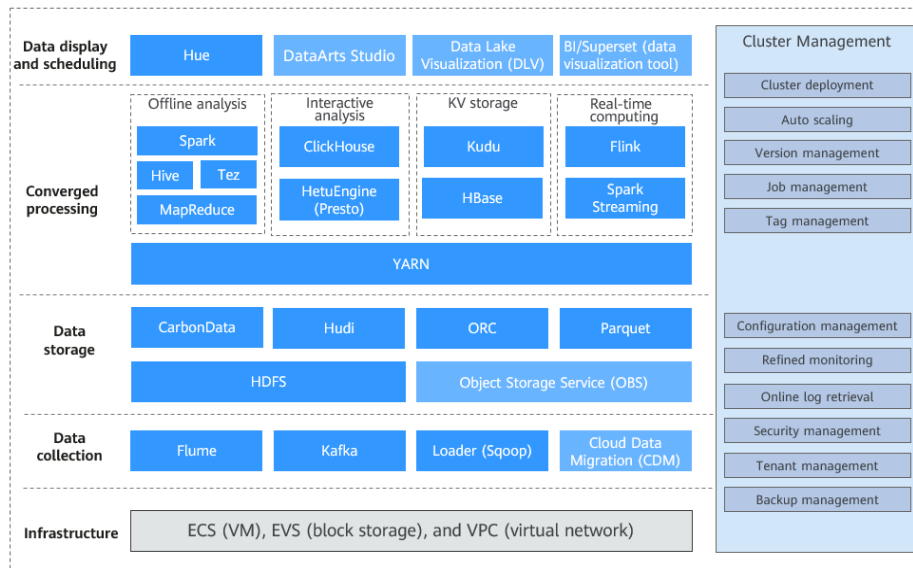 Data display
and scheduling
Hue
DataArts Studio
Data Lake
Visualization (DLV)
BI/Superset (data
visualization tool)
Converged
processing
Offline analysis
Spark
Hive
Tez
MapReduce
Interactive
analysis
ClickHouse
HetuEngine
(Presto)
KV storage
Kudu
HBase
Real-time
computing
Flink
Spark
Streaming
YARN
Data
storage
CarbonData
Hudi
ORC
Parquet
HDFS
Object Storage Service (OBS)
Data
collection
Flume
Kafka
Loader (Sqoop)
Cloud Data
Migration (CDM)
Infrastructure
ECS (VM), EVS (block storage), and VPC (virtual network)
Cluster Management
Cluster deployment
Auto scaling
Version management
Job management
Tag management
Configuration management
Refined monitoring
Online log retrieval
Security management
Tenant management
Backup management